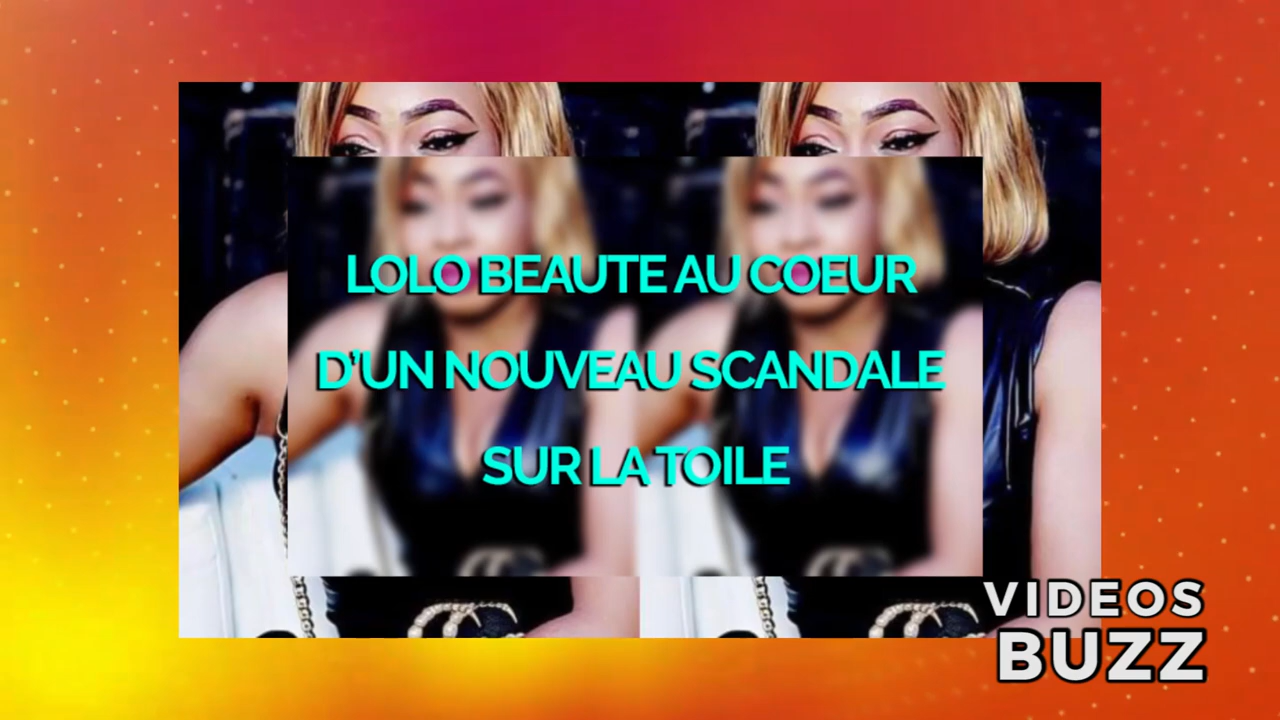 LOLO BEAUTE AU COEUR
D'UN NOUVEAU SCANDALE
SUR LA TOILE
VIDEOS
BUZZ